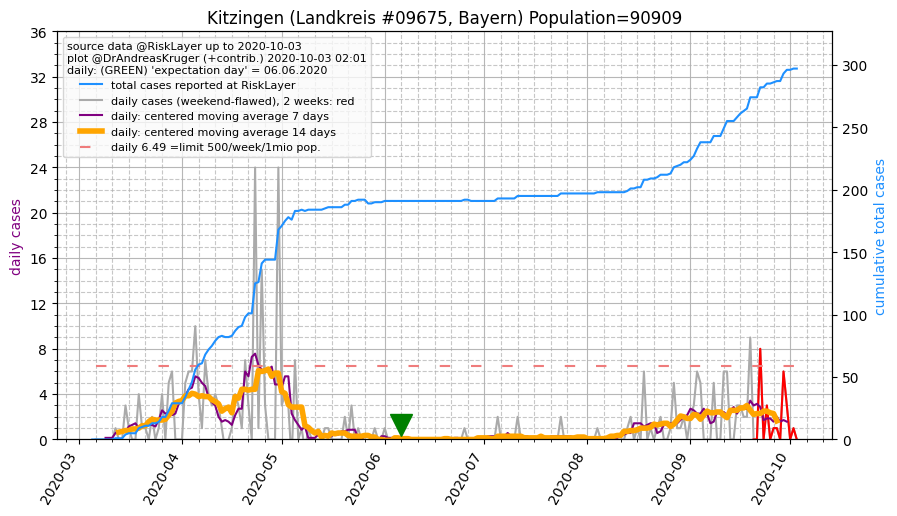 Kitzingen (Landkreis #09675, Bayern) Population=90909
source data @RiskLayer up to 2020-10-03
plot @DrAndreasKruger (+contrib.) 2020-10-03 02:01
daily: (GREEN) 'expectation day' = 06.06.2020
total cases reported at RiskLayer
daily cases (weekend-flawed), 2 weeks: red
daily: centered moving average 7 days
daily: centered moving average 14 days
daily 6.49 =limit 500/week/1mio pop.
daily cases
36
32
28
24
20
16
12
8
4
0
cumulative total cases
300
250
200
150
100
50
0
2020-03
2020-04
2020-05
2020-06
2020-07
2020-08
2020-09
2020-10